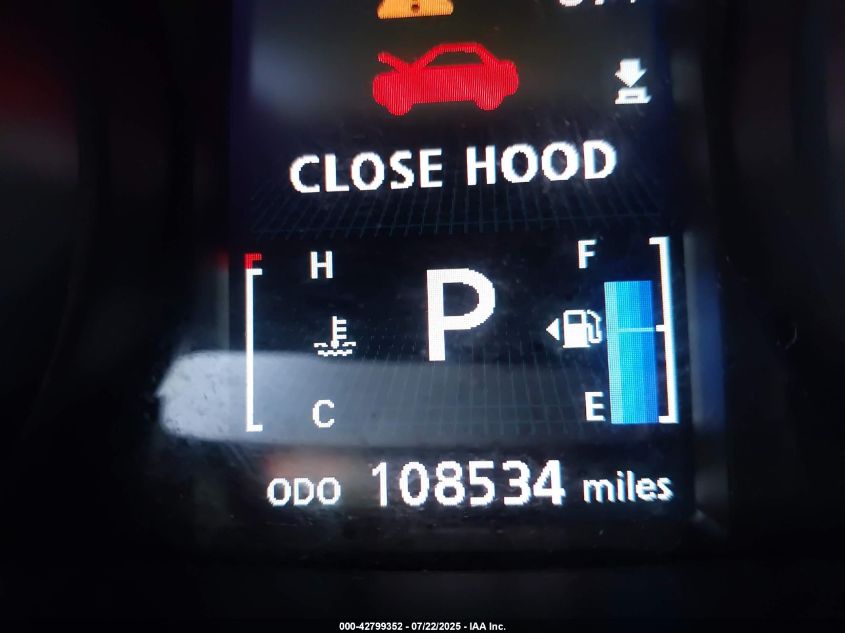 CLOSE HOOD
H F
P
C E
ODO 108534 miles
000-42799352 - 07/22/2025 - IAA Inc.